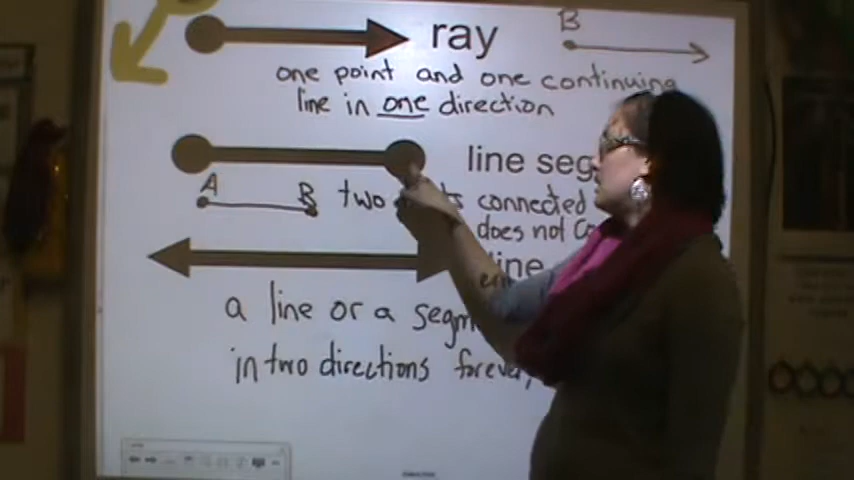 ray
B
one point and one continuing
line in one direction
line seg
A B two connected
does not
line
a line or a segm
in two directions forever,